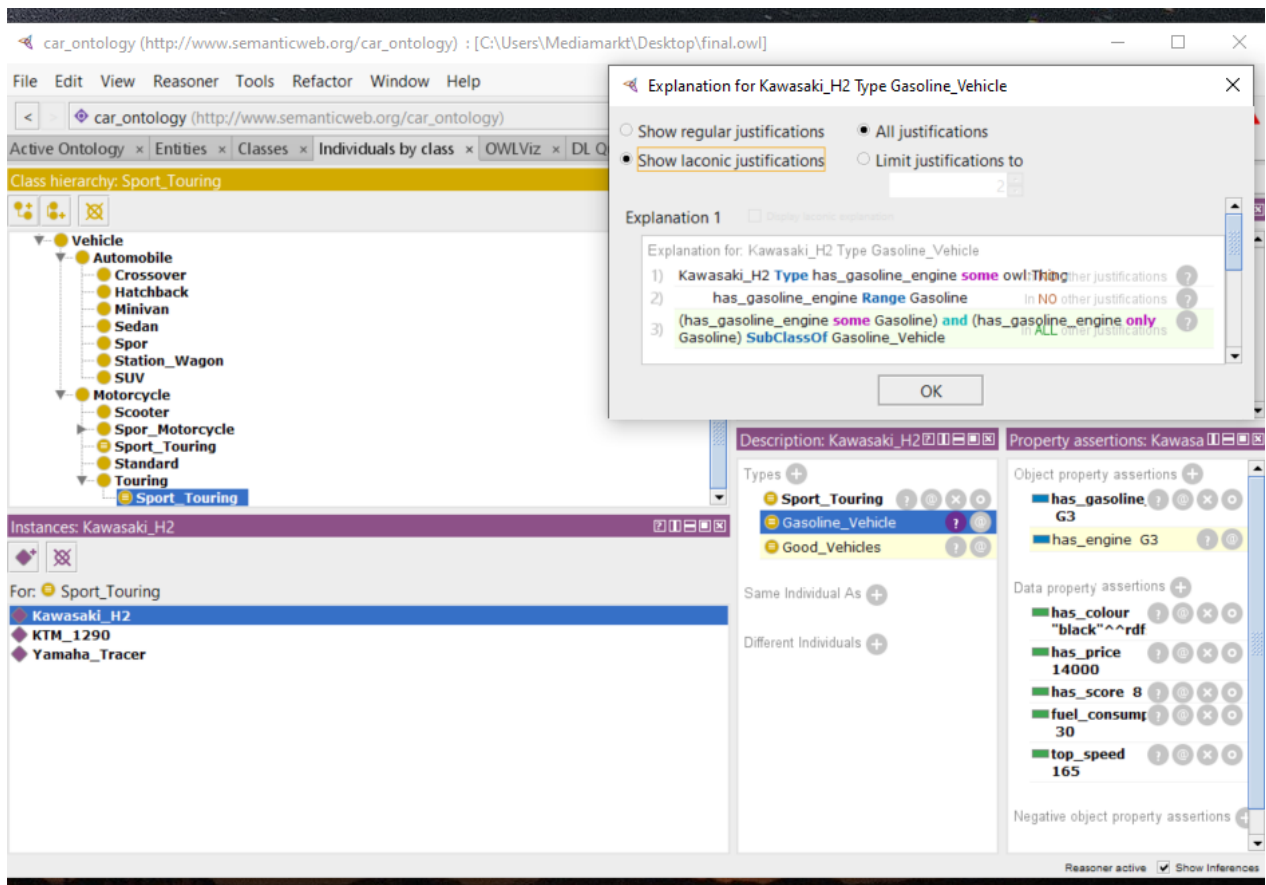 car_ontology (http://www.semanticweb.org/car_ontology) : [C:\Users\Mediamarkt\Desktop\final.owl]
File Edit View Reasoner Tools Refactor Window Help
< > car_ontology (http://www.semanticweb.org/car_ontology)
Active Ontology × Entities × Classes × Individuals by class × OWLViz × DL
Class hierarchy: Sport_Touring
Vehicle
Automobile
Crossover
Hatchback
Minivan
Sedan
Spor
Station_Wagon
SUV
Motorcycle
Scooter
Spor_Motorcycle
Sport_Touring
Standard
Touring
Sport_Touring
Instances: Kawasaki_H2
For: Sport_Touring
Kawasaki_H2
KTM_1290
Yamaha_Tracer
Explanation for Kawasaki_H2 Type Gasoline_Vehicle
Show regular justifications All justifications
Show laconic justifications Limit justifications to
2
Explanation 1 Display laconic explanation
Explanation for: Kawasaki_H2 Type Gasoline_Vehicle
1) Kawasaki_H2 Type has_gasoline_engine some owl:Thing other justifications
2) has_gasoline_engine Range Gasoline In NO other justifications
3) (has_gasoline_engine some Gasoline) and (has_gasoline_engine only
Gasoline) SubClassOf Gasoline_Vehicle In ALL other justifications
OK
Description: Kawasaki_H2
Types
Sport_Touring
Gasoline_Vehicle
Good_Vehicles
Same Individual As
Different Individuals
Property assertions: Kawasa
Object property assertions
has_gasoline_
G3
has_engine G3
Data property assertions
has_colour
"black"^^rdf
has_price
14000
has_score 8
fuel_consump
30
top_speed
165
Negative object property assertions
Reasoner active Show Inferences